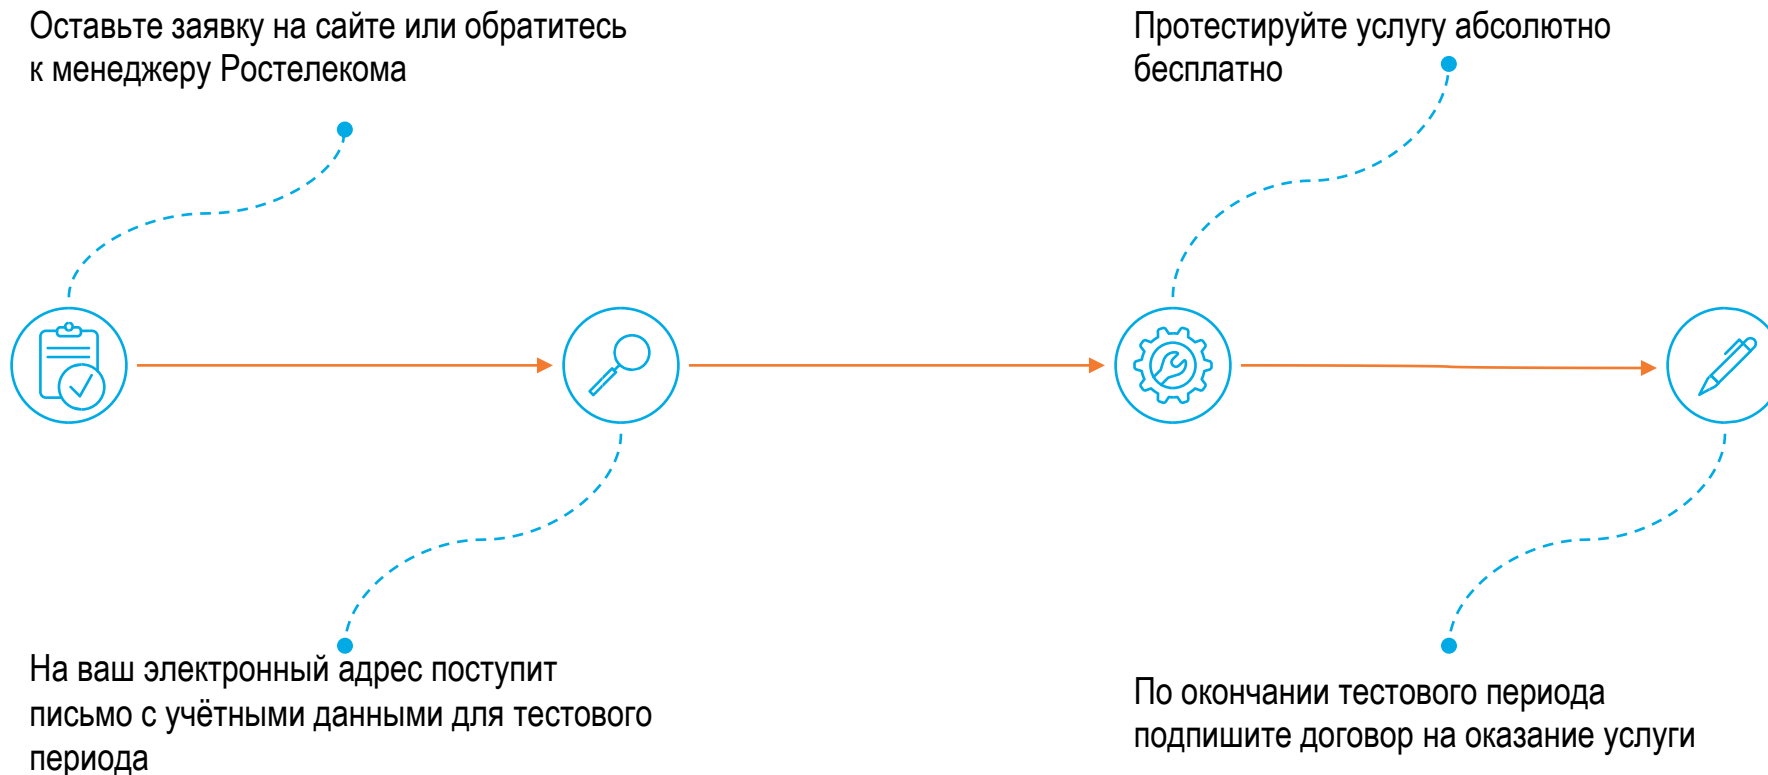 Оставьте заявку на сайте или обратитесь
к менеджеру Ростелекома
Протестируйте услугу абсолютно
бесплатно
На ваш электронный адрес поступит
письмо с учётными данными для тестового
периода
По окончании тестового периода
подпишите договор на оказание услуги